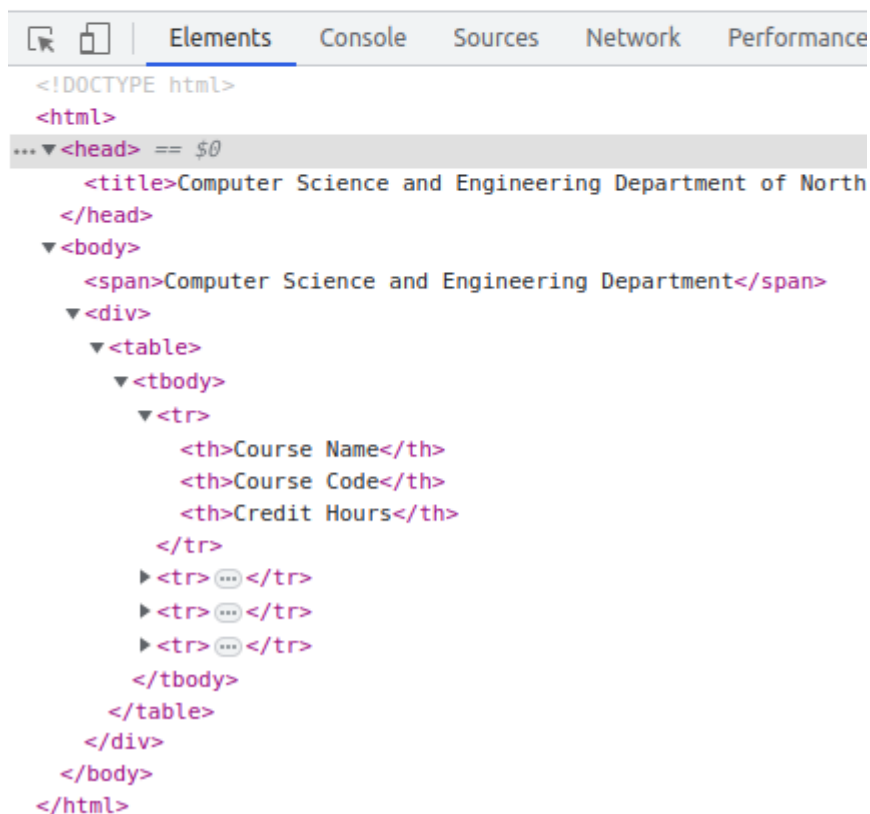 Elements Console Sources Network Performance
<!DOCTYPE html>
<html>
... ▼<head> == $0
<title>Computer Science and Engineering Department of North
</head>
▼<body>
<span>Computer Science and Engineering Department</span>
▼<div>
▼<table>
▼<tbody>
▼<tr>
<th>Course Name</th>
<th>Course Code</th>
<th>Credit Hours</th>
</tr>
▶<tr>...</tr>
▶<tr>...</tr>
▶<tr>...</tr>
</tbody>
</table>
</div>
</body>
</html>